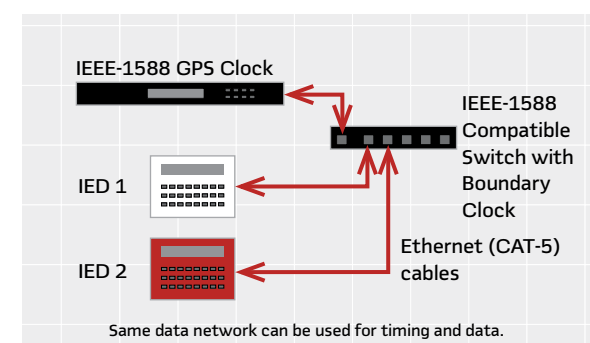 IEEE-1588 GPS Clock
IEEE-1588
Compatible
Switch with
Boundary
Clock
IED 1
Ethernet (CAT-5)
cables
IED 2
Same data network can be used for timing and data.